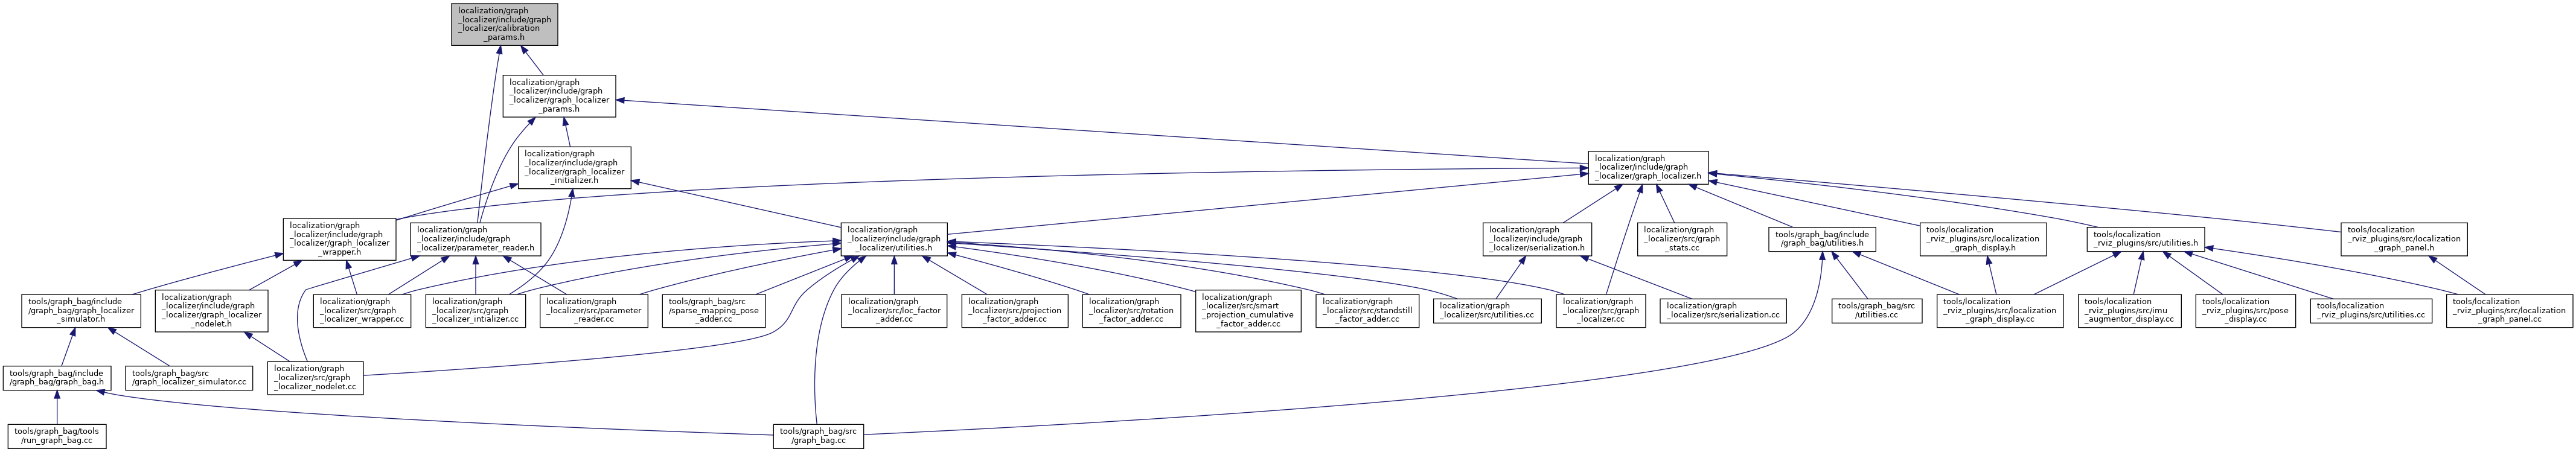 localization/graph
_localizer/include/graph
_localizer/calibration
_params.h
localization/graph
_localizer/include/graph
_localizer/graph_localizer
_params.h
localization/graph
_localizer/include/graph
_localizer/graph_localizer
_initializer.h
localization/graph
_localizer/include/graph
_localizer/graph_localizer.h
localization/graph
_localizer/include/graph
_localizer/graph_localizer
_wrapper.h
localization/graph
_localizer/include/graph
_localizer/parameter_reader.h
localization/graph
_localizer/include/graph
_localizer/utilities.h
localization/graph
_localizer/include/graph
_localizer/serialization.h
localization/graph
_localizer/src/graph
_stats.cc
tools/graph_bag/include
/graph_bag/utilities.h
tools/localization
_rviz_plugins/src/localization
_graph_display.h
tools/localization
_rviz_plugins/src/utilities.h
tools/localization
_rviz_plugins/src/localization
_graph_panel.h
tools/graph_bag/include
/graph_bag/graph_localizer
_simulator.h
localization/graph
_localizer/include/graph
_localizer/graph_localizer
_nodelet.h
localization/graph
_localizer/src/graph
_localizer_wrapper.cc
localization/graph
_localizer/src/graph
_localizer_intializer.cc
localization/graph
_localizer/src/parameter
_reader.cc
tools/graph_bag/src
/sparse_mapping_pose
_adder.cc
localization/graph
_localizer/src/loc_factor
_adder.cc
localization/graph
_localizer/src/projection
_factor_adder.cc
localization/graph
_localizer/src/rotation
_factor_adder.cc
localization/graph
_localizer/src/smart
_projection_cumulative
_factor_adder.cc
localization/graph
_localizer/src/standstill
_factor_adder.cc
localization/graph
_localizer/src/utilities.cc
localization/graph
_localizer/src/graph
_localizer.cc
localization/graph
_localizer/src/serialization.cc
tools/graph_bag/src
/utilities.cc
tools/localization
_rviz_plugins/src/localization
_graph_display.cc
tools/localization
_rviz_plugins/src/imu
_augmentor_display.cc
tools/localization
_rviz_plugins/src/pose
_display.cc
tools/localization
_rviz_plugins/src/utilities.cc
tools/localization
_rviz_plugins/src/localization
_graph_panel.cc
tools/graph_bag/include
/graph_bag/graph_bag.h
tools/graph_bag/src
/graph_localizer_simulator.cc
localization/graph
_localizer/src/graph
_localizer_nodelet.cc
tools/graph_bag/tools
/run_graph_bag.cc
tools/graph_bag/src
/graph_bag.cc